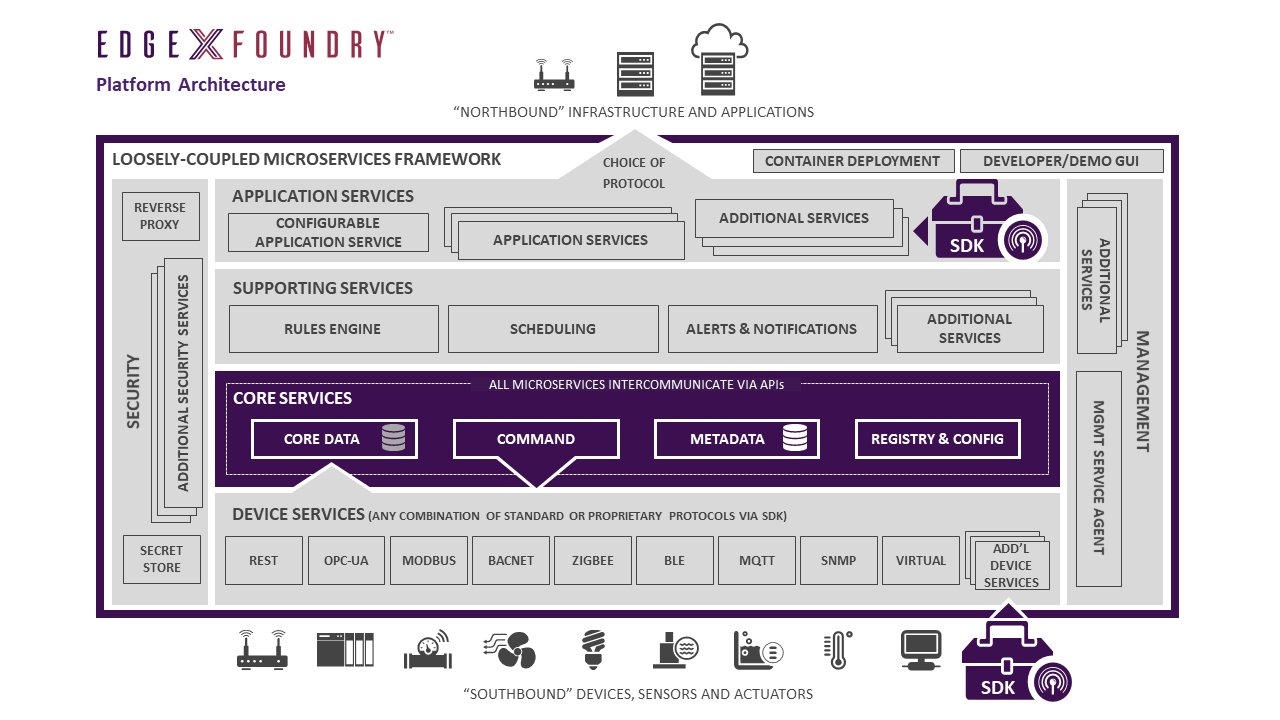 EDGE X FOUNDRY™
Platform Architecture
“NORTHBOUND” INFRASTRUCTURE AND APPLICATIONS
LOOSELY-COUPLED MICROSERVICES FRAMEWORK
CHOICE OF
PROTOCOL
CONTAINER DEPLOYMENT
DEVELOPER/DEMO GUI
REVERSE
PROXY
SECURITY
ADDITIONAL SECURITY SERVICES
SECRET
STORE
APPLICATION SERVICES
CONFIGURABLE
APPLICATION SERVICE
APPLICATION SERVICES
ADDITIONAL SERVICES
SDK
SUPPORTING SERVICES
RULES ENGINE
SCHEDULING
ALERTS & NOTIFICATIONS
ADDITIONAL
SERVICES
ALL MICROSERVICES INTERCOMMUNICATE VIA APIs
CORE SERVICES
CORE DATA
COMMAND
METADATA
REGISTRY & CONFIG
DEVICE SERVICES (ANY COMBINATION OF STANDARD OR PROPRIETARY PROTOCOLS VIA SDK)
REST
OPC-UA
MODBUS
BACNET
ZIGBEE
BLE
MQTT
SNMP
VIRTUAL
ADD’L
DEVICE
SERVICES
ADDITIONAL
SERVICES
MANAGEMENT
MGMT SERVICE AGENT
SDK
“SOUTHBOUND” DEVICES, SENSORS AND ACTUATORS